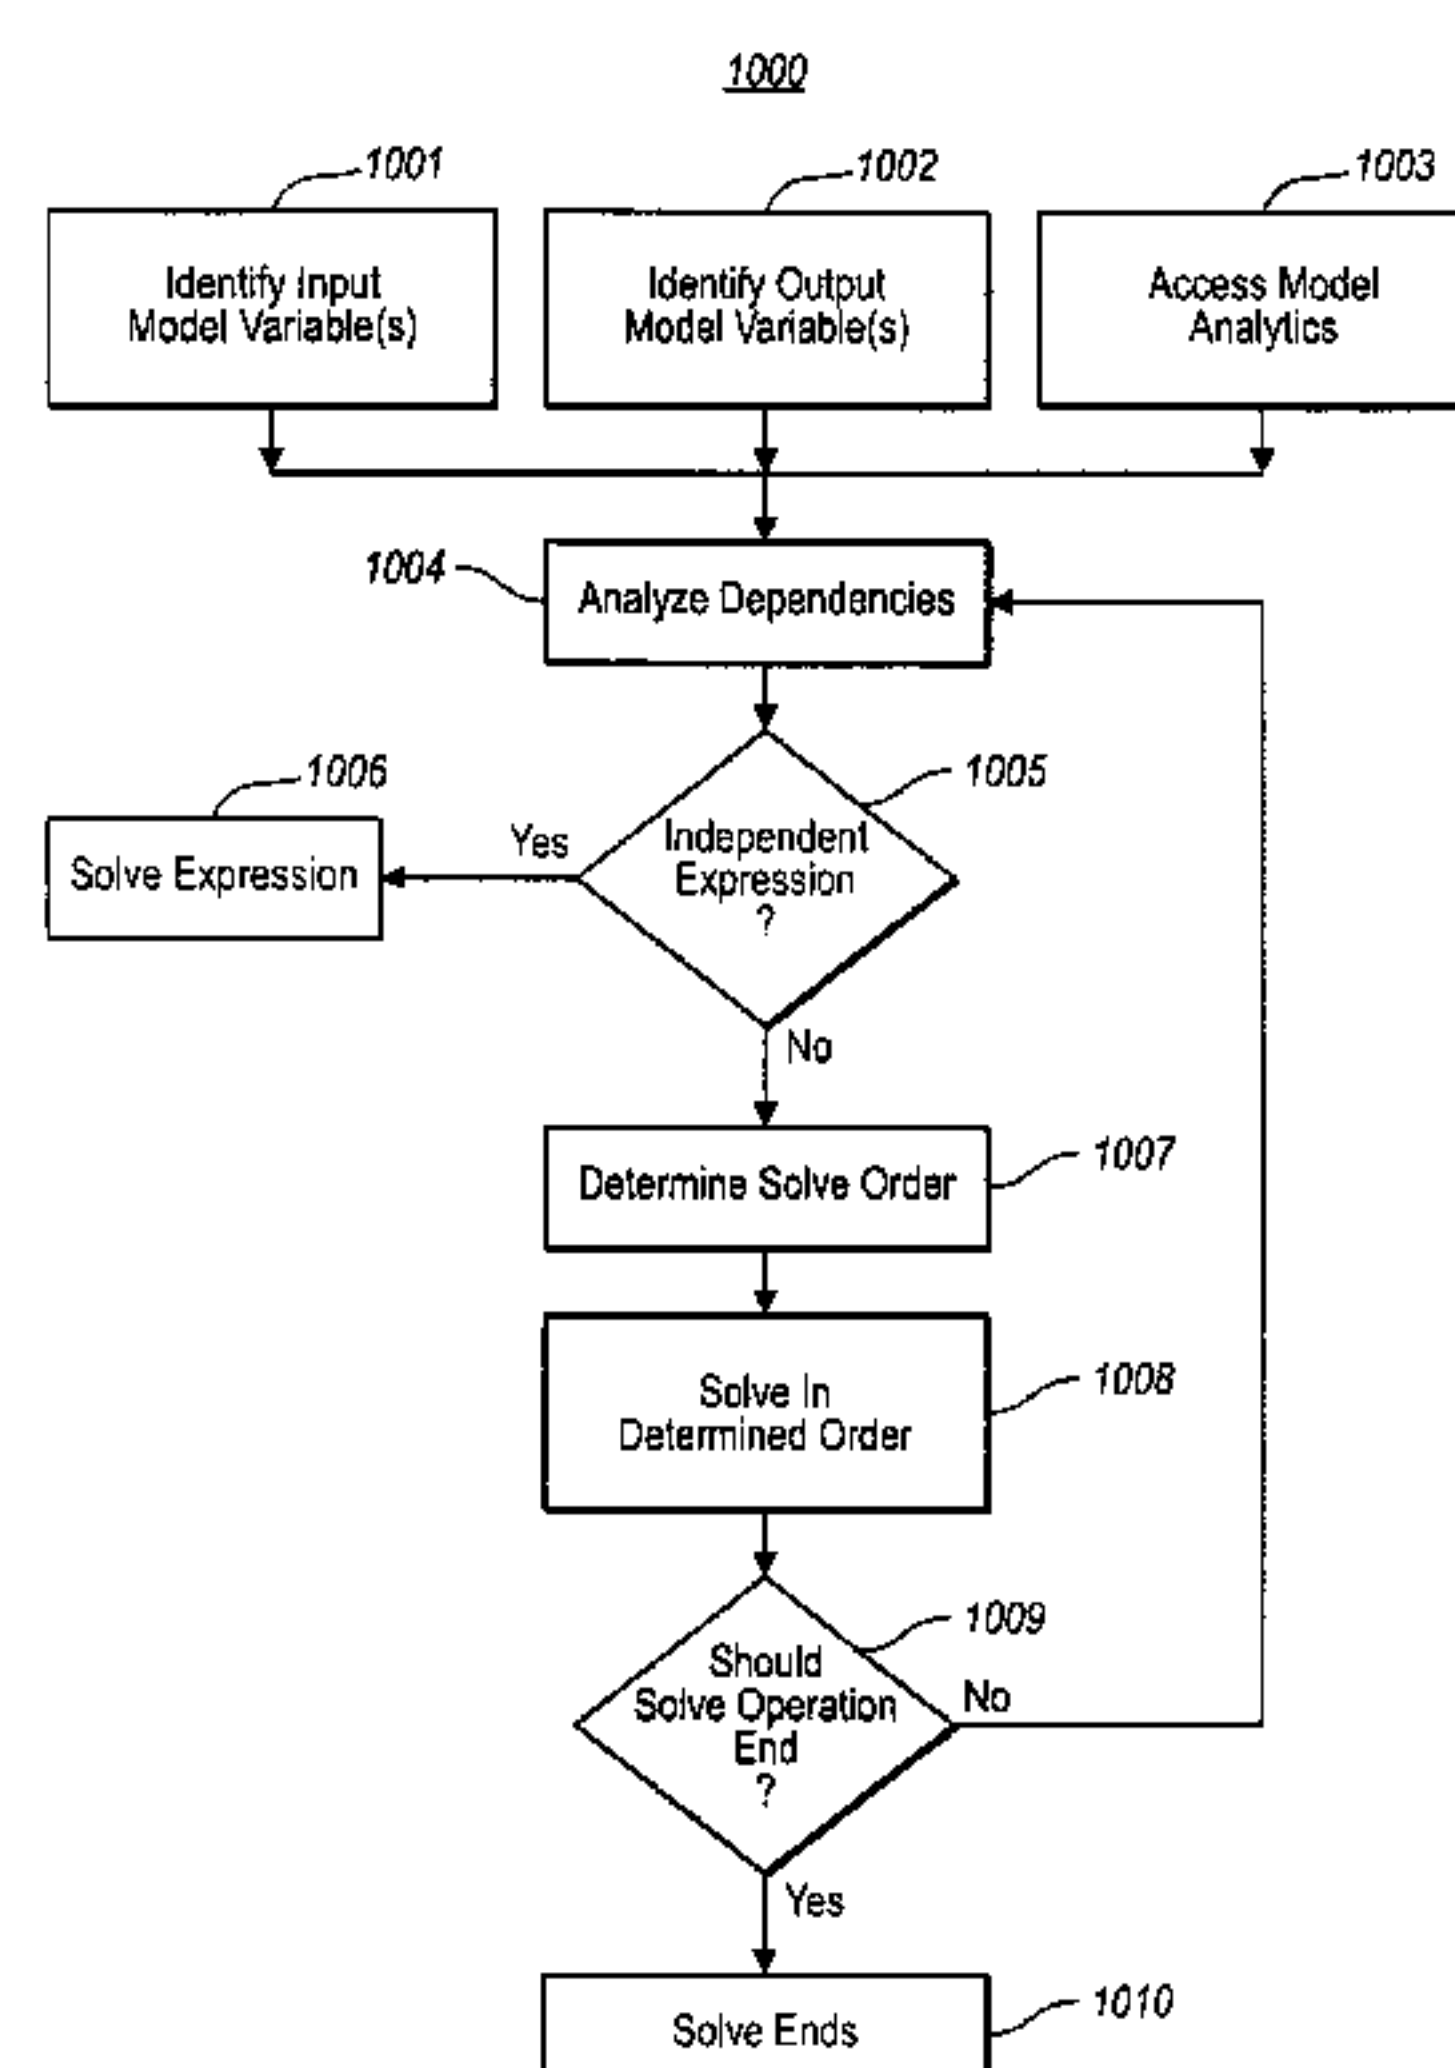 1000
1001
1002
1003
Identify Input
Model Variable(s)
Identify Output
Model Variable(s)
Access Model
Analytics
1004
Analyze Dependencies
1005
Independent
Expression
?
Yes
1006
Solve Expression
No
1007
Determine Solve Order
1008
Solve In
Determined Order
1009
Should
Solve Operation
End
?
No
Yes
1010
Solve Ends